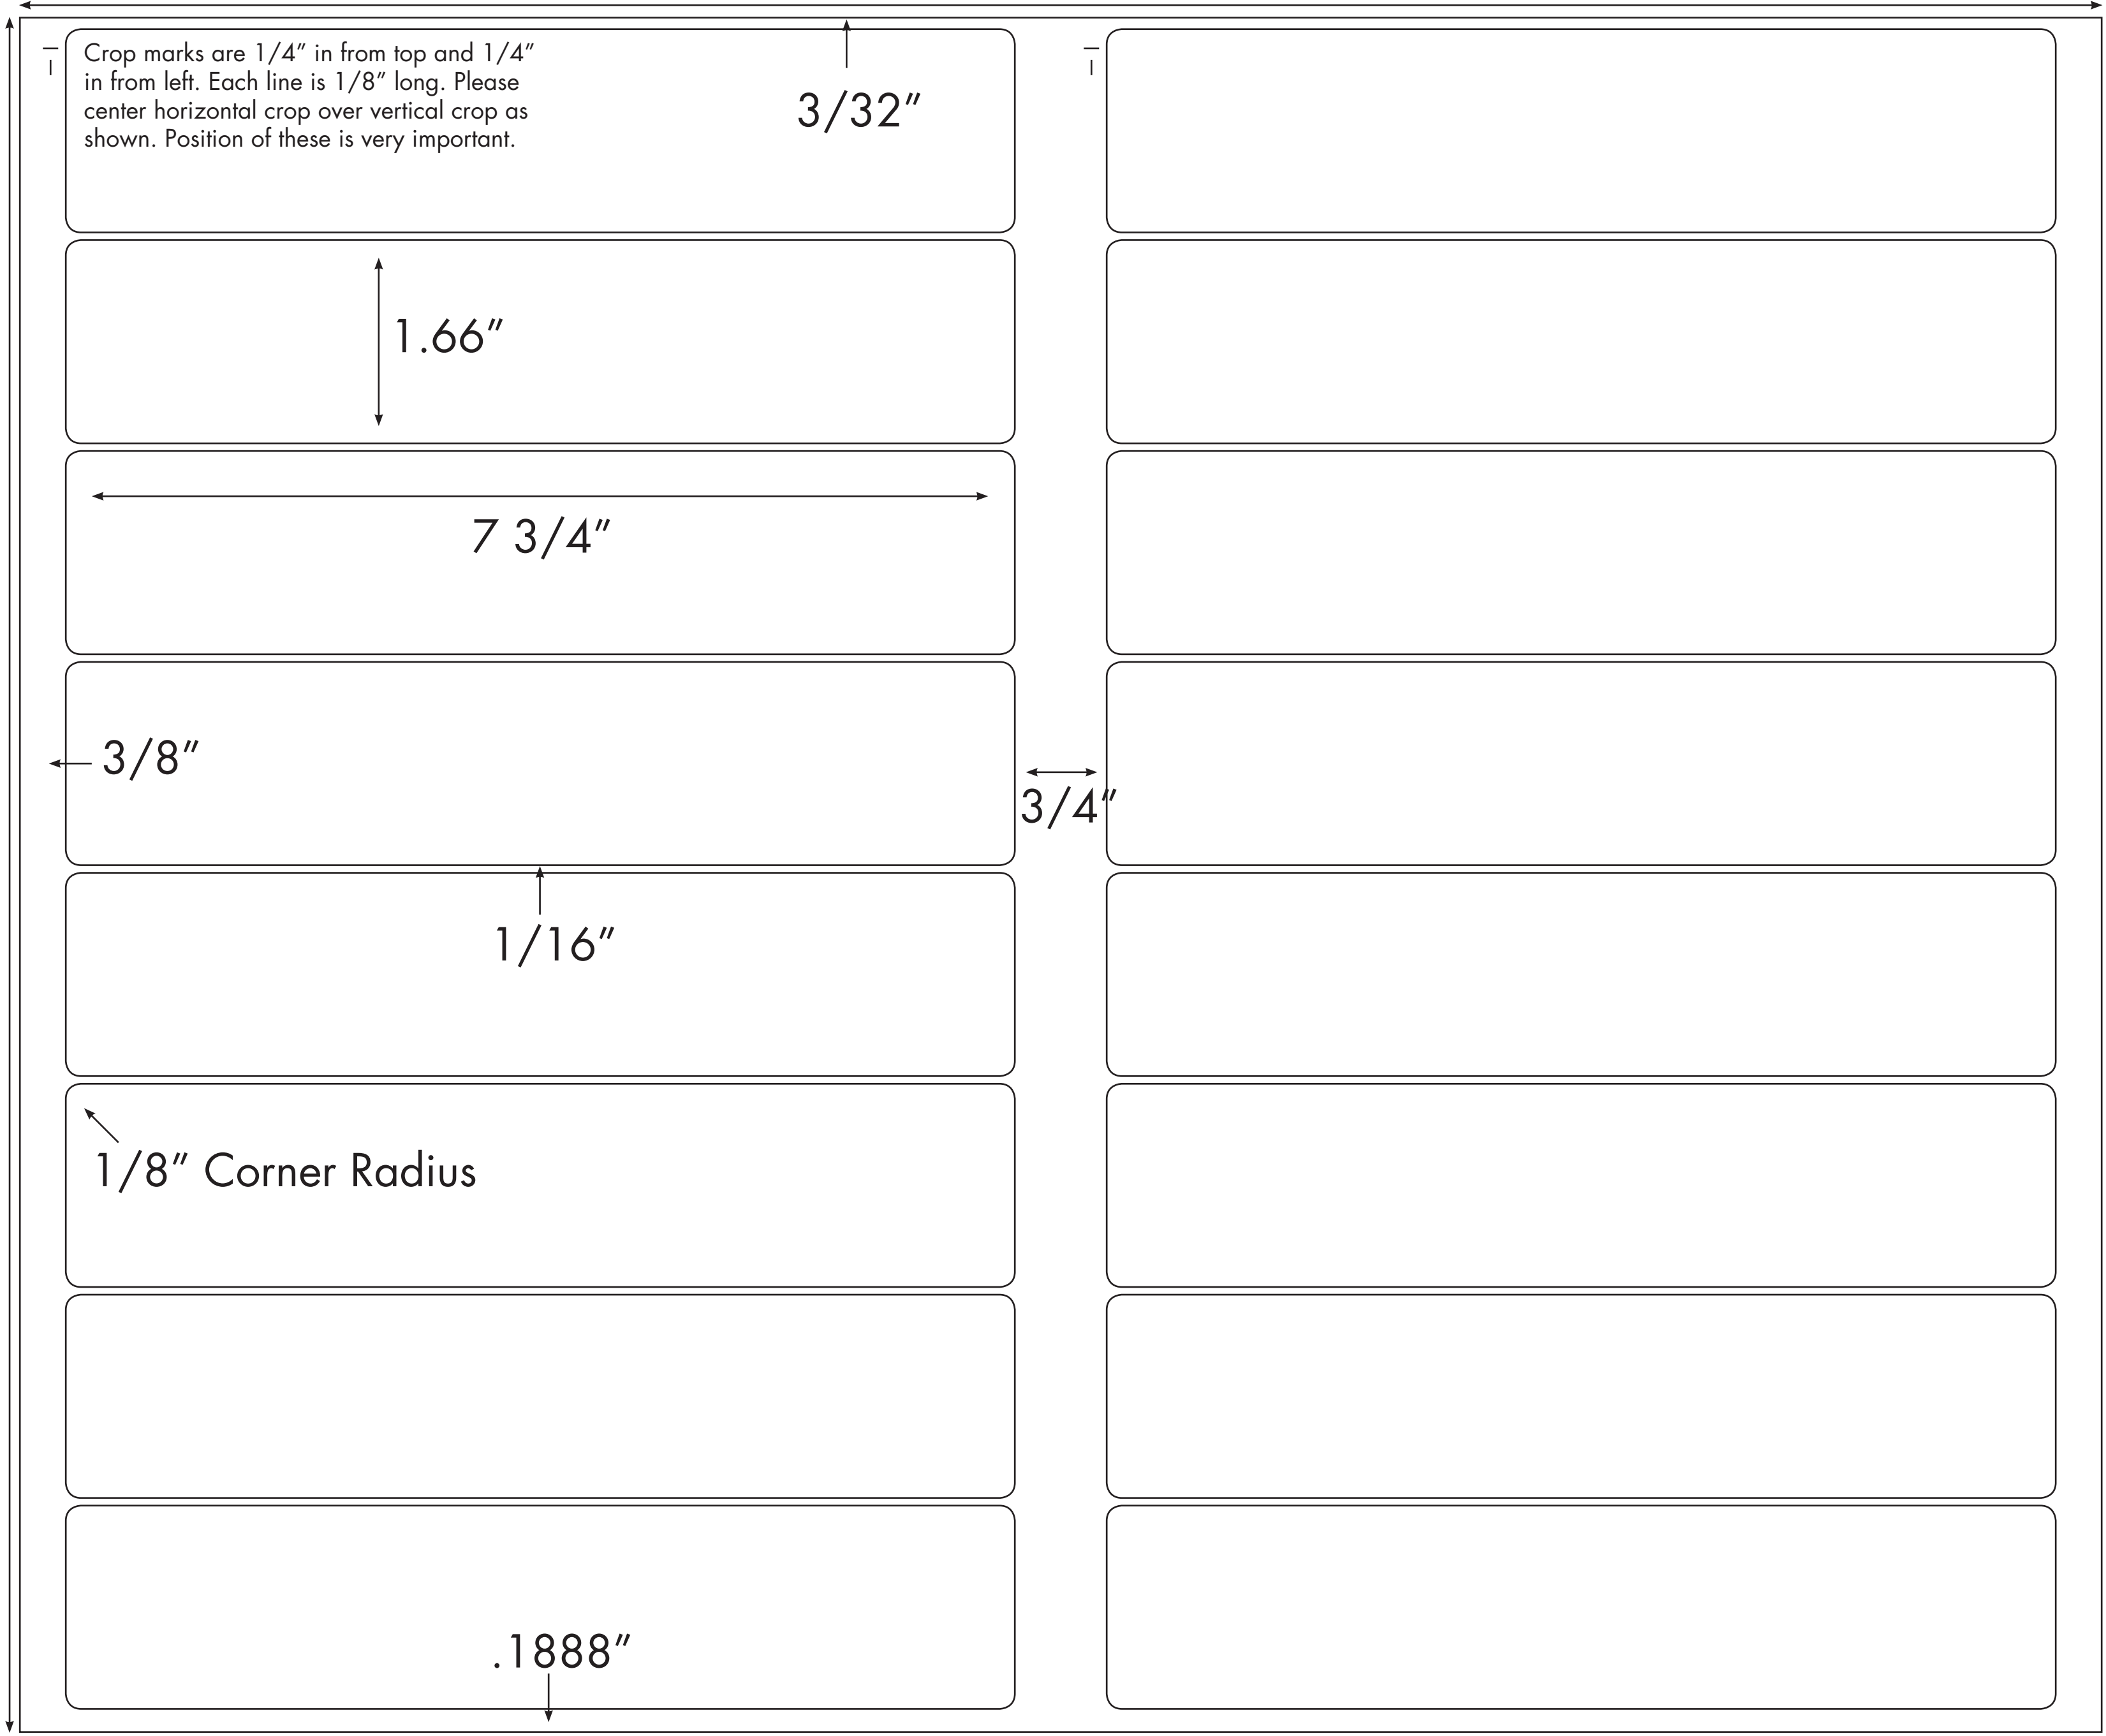 Crop marks are 1/4” in from top and 1/4”
in from left. Each line is 1/8” long. Please
center horizontal crop over vertical crop as
shown. Position of these is very important.
3/32”
1.66”
7 3/4”
3/8”
3/4”
1/16”
1/8” Corner Radius
.1888”